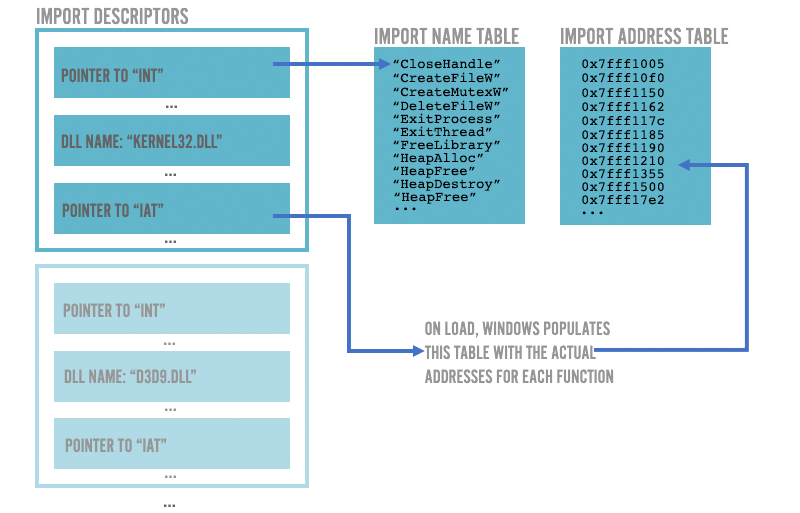 IMPORT DESCRIPTORS
POINTER TO “INT”
...
DLL NAME: “KERNEL32.DLL”
...
POINTER TO “IAT”
...
POINTER TO “INT”
...
DLL NAME: “D3D9.DLL”
...
POINTER TO “IAT”
...
...
IMPORT NAME TABLE
“CloseHandle”
“CreateFileW”
“CreateMutexW”
“DeleteFileW”
“ExitProcess”
“ExitThread”
“FreeLibrary”
“HeapAlloc”
“HeapFree”
“HeapDestroy”
“HeapFree”
...
IMPORT ADDRESS TABLE
0x7fff1005
0x7fff10f0
0x7fff1150
0x7fff1162
0x7fff117c
0x7fff1185
0x7fff1190
0x7fff1210
0x7fff1355
0x7fff1500
0x7fff17e2
...
ON LOAD, WINDOWS POPULATES
THIS TABLE WITH THE ACTUAL
ADDRESSES FOR EACH FUNCTION